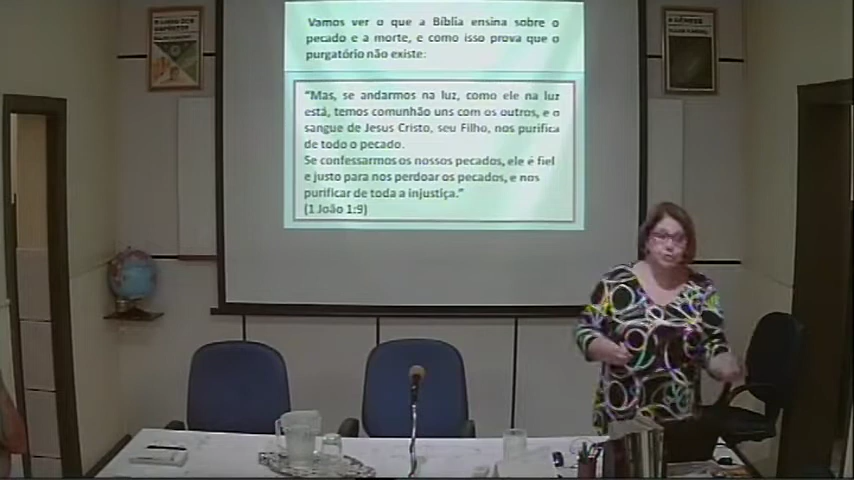 Vamos ver o que a Bíblia ensina sobre o
pecado e a morte, e como isso prova que o
purgatório não existe:
"Mas, se andarmos na luz, como ele na luz
está, temos comunhão uns com os outros, e o
sangue de Jesus Cristo, seu Filho, nos purifica
de todo o pecado.
Se confessarmos os nossos pecados, ele é fiel
e justo para nos perdoar os pecados, e nos
purificar de toda a injustiça."
(1 João 1:9)
A GÊNESE